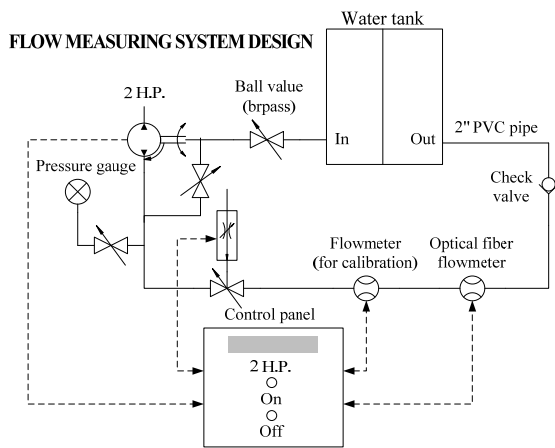 Water tank
FLOW MEASURING SYSTEM DESIGN
2 H.P.
Ball value
(brpass)
In
Out
2" PVC pipe
Pressure gauge
Check
valve
Flowmeter
(for calibration)
Optical fiber
flowmeter
Control panel
2 H.P.
On
Off